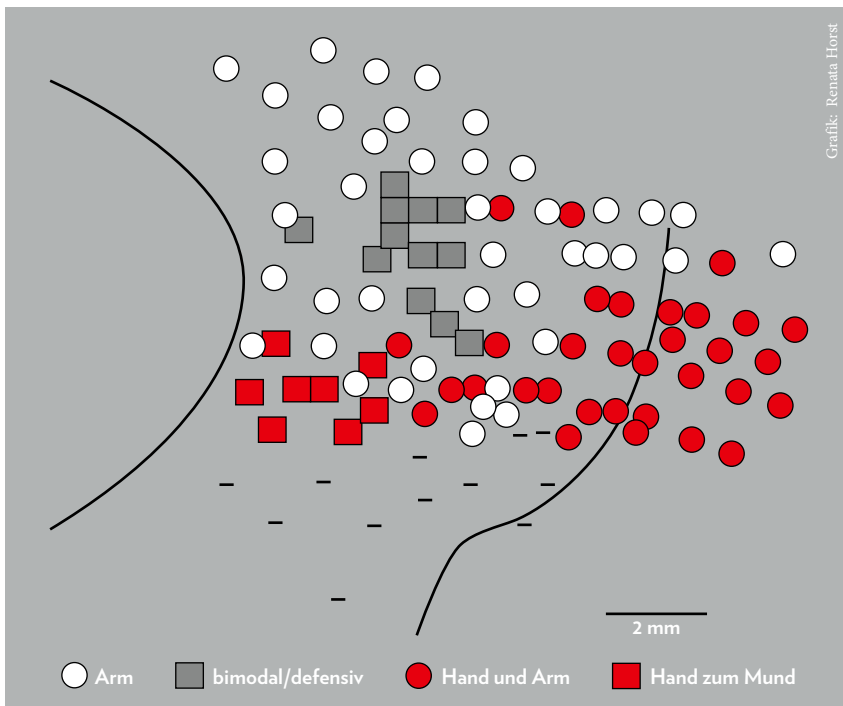 Grafik: Renata Horst
2 mm
Arm
bimodal/defensiv
Hand und Arm
Hand zum Mund